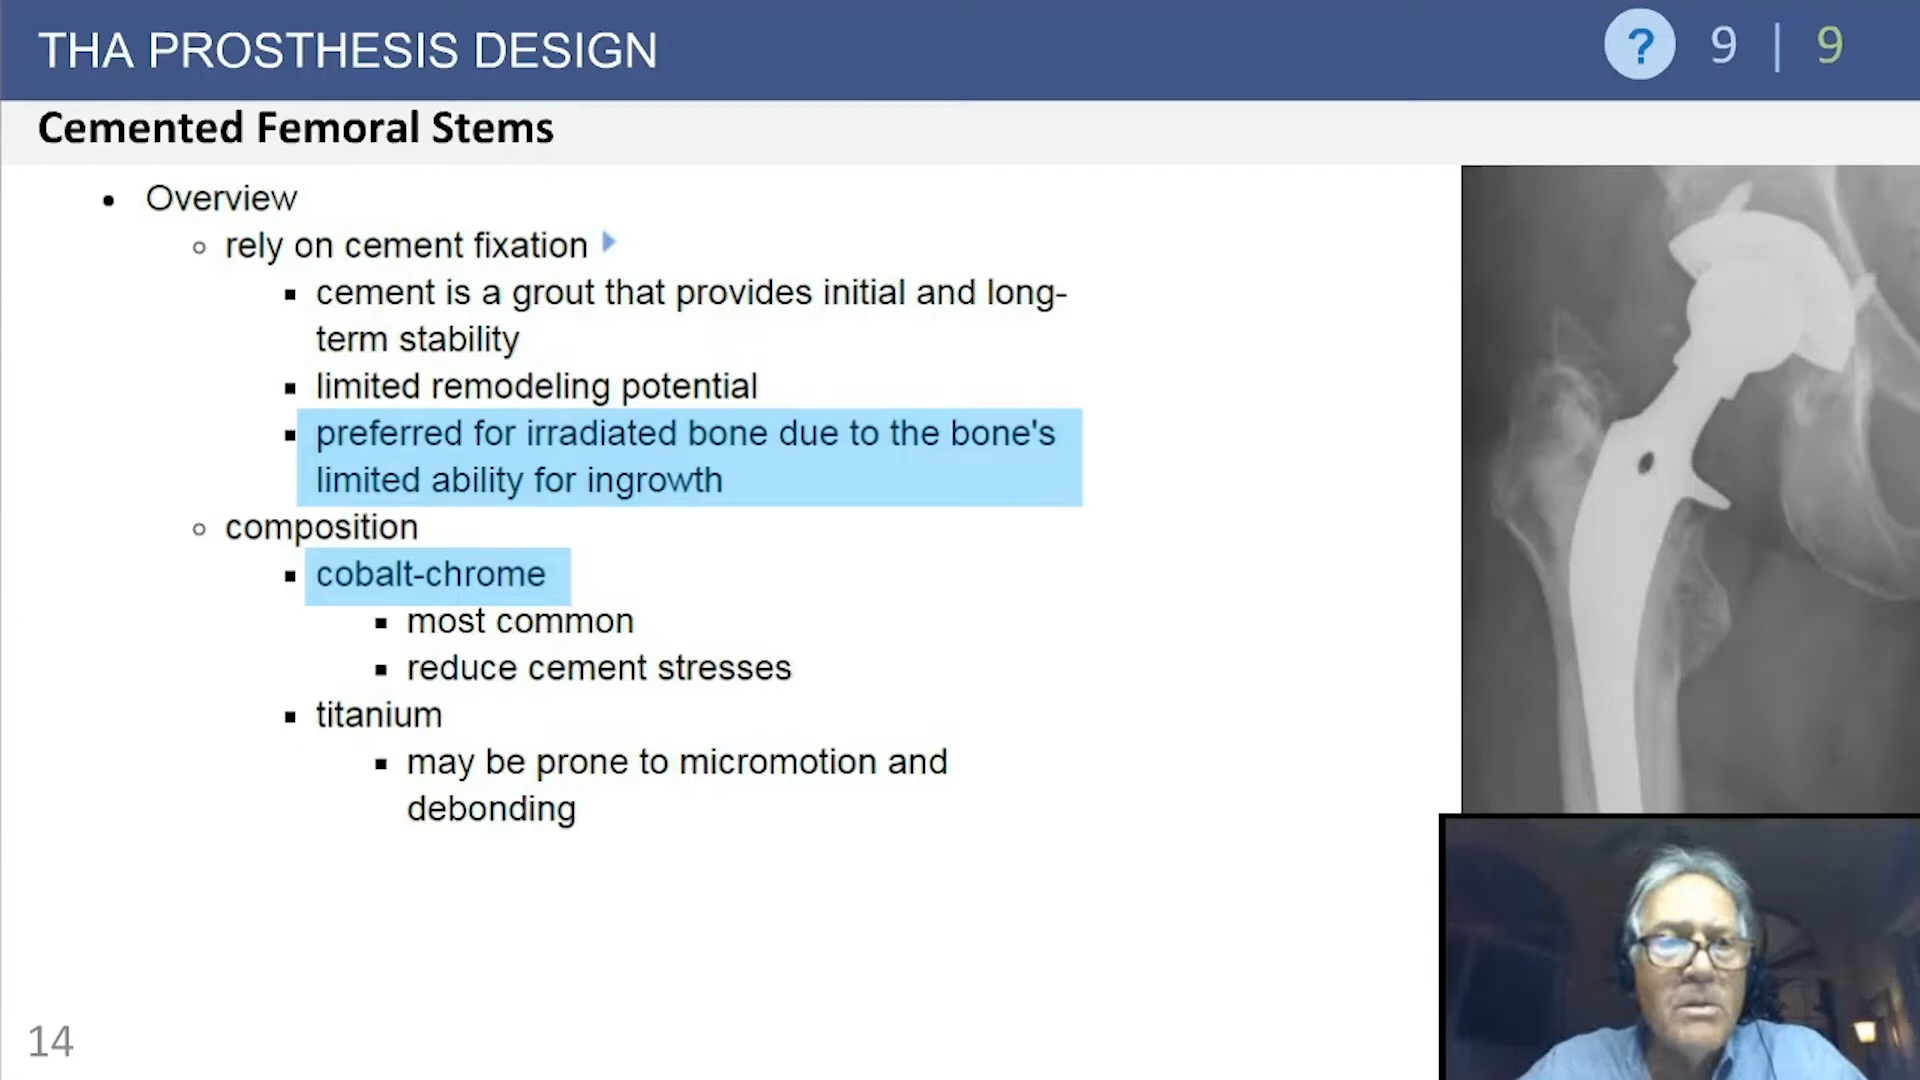 THA PROSTHESIS DESIGN
? 9 | 9
Cemented Femoral Stems
• Overview
○ rely on cement fixation
▪ cement is a grout that provides initial and long-
term stability
▪ limited remodeling potential
▪ preferred for irradiated bone due to the bone's
limited ability for ingrowth
○ composition
▪ cobalt-chrome
▪ most common
▪ reduce cement stresses
▪ titanium
▪ may be prone to micromotion and
debonding
14